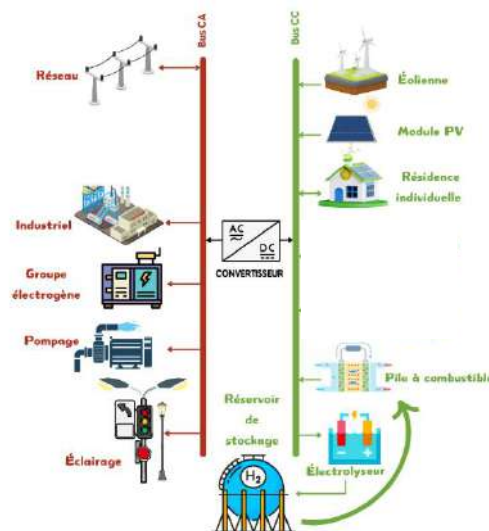 Bus CA
Bus CC
Réseau
Éolienne
Module PV
Résidence
individuelle
Industriel
AC
DC
CONVERTISSEUR
Groupe
électrogène
Pompage
Pile à combustible
Réservoir
de
stockage
Éclairage
Électrolyseur
H2